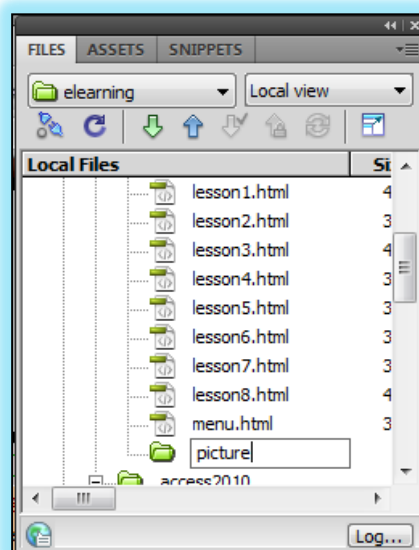 FILES ASSETS SNIPPETS
elearning Local view
Local Files Si
lesson1.html 4
lesson2.html 3
lesson3.html 4
lesson4.html 3
lesson5.html 3
lesson6.html 3
lesson7.html 3
lesson8.html 4
menu.html 3
picture
access2010
Log...